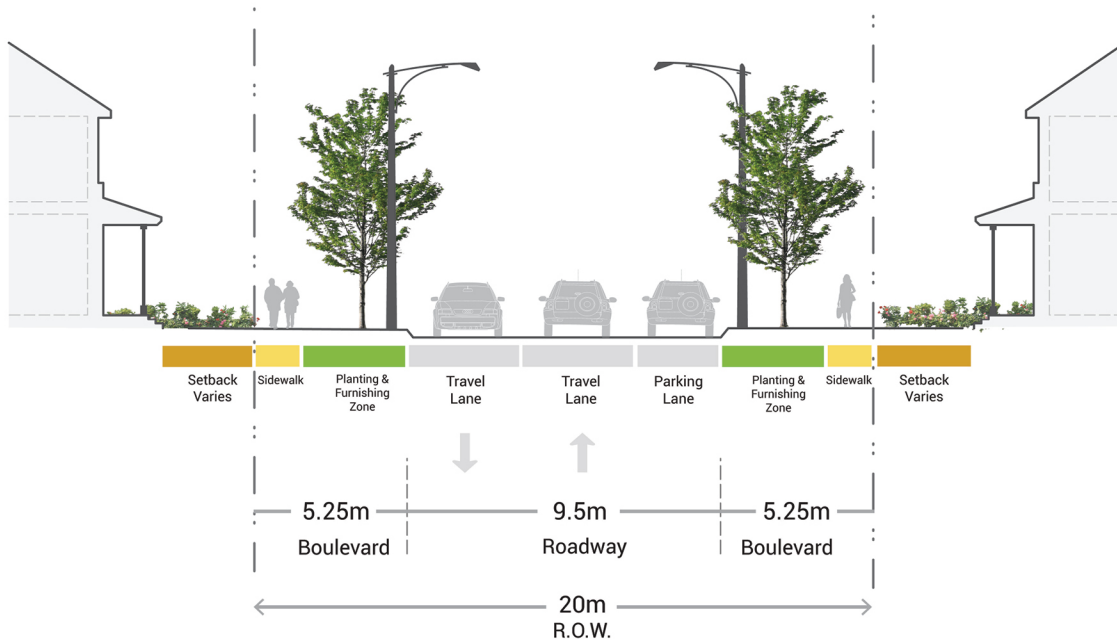 Setback
Varies
Sidewalk
Planting &
Furnishing
Zone
Travel
Lane
Travel
Lane
Parking
Lane
Planting &
Furnishing
Zone
Sidewalk
Setback
Varies
5.25m
Boulevard
9.5m
Roadway
5.25m
Boulevard
20m
R.O.W.